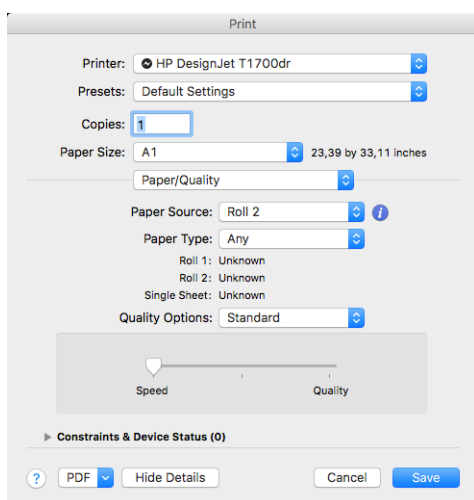 Print
Printer: HP DesignJet T1700dr
Presets: Default Settings
Copies: 1
Paper Size: A1 23,39 by 33,11 inches
Paper/Quality
Paper Source: Roll 2 i
Paper Type: Any
Roll 1: Unknown
Roll 2: Unknown
Single Sheet: Unknown
Quality Options: Standard
Speed Quality
Constraints & Device Status (0)
? PDF Hide Details Cancel Save